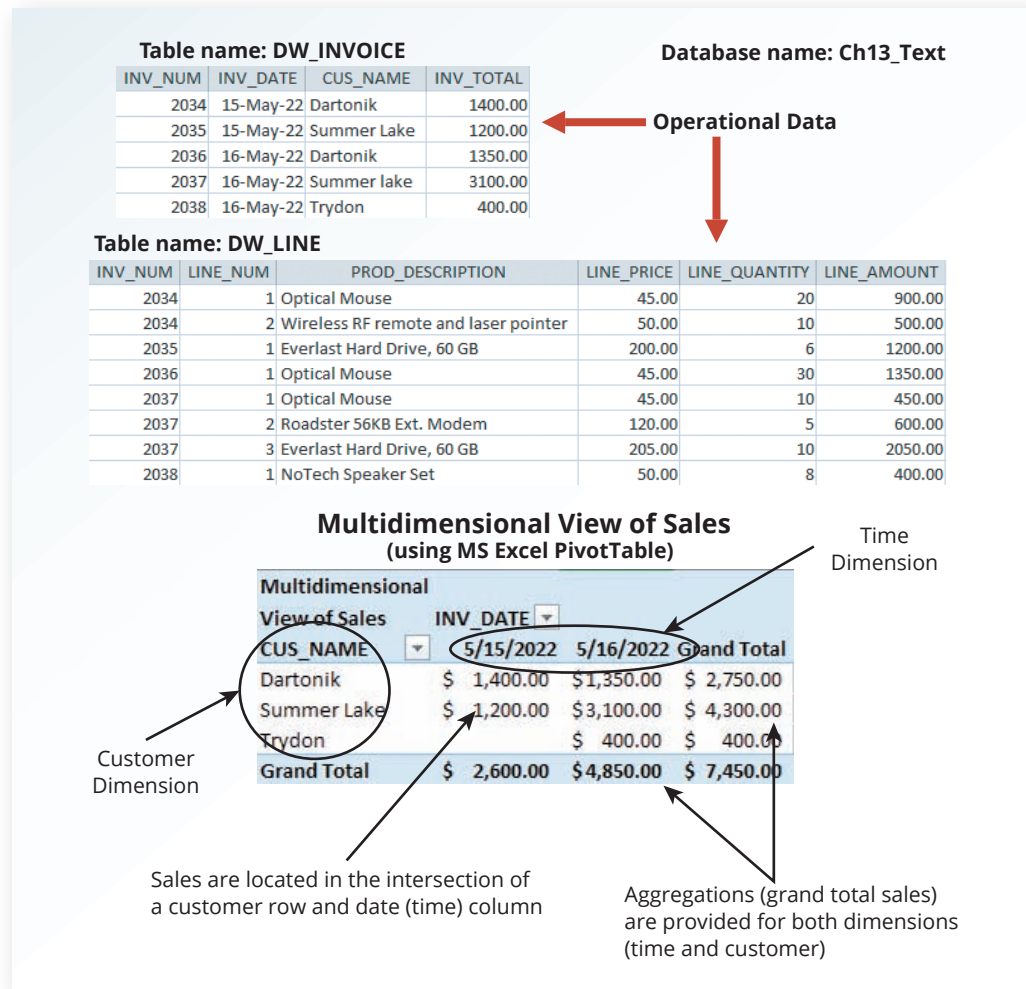 Table name: DW_INVOICE
Database name: Ch13_Text
INV_NUM INV_DATE CUS_NAME INV_TOTAL
2034 15-May-22 Dartonik 1400.00
2035 15-May-22 Summer Lake 1200.00
2036 16-May-22 Dartonik 1350.00
2037 16-May-22 Summer lake 3100.00
2038 16-May-22 Trydon 400.00
Operational Data
Table name: DW_LINE
INV_NUM LINE_NUM PROD_DESCRIPTION LINE_PRICE LINE_QUANTITY LINE_AMOUNT
2034 1 Optical Mouse 45.00 20 900.00
2034 2 Wireless RF remote and laser pointer 50.00 10 500.00
2035 1 Everlast Hard Drive, 60 GB 200.00 6 1200.00
2036 1 Optical Mouse 45.00 30 1350.00
2037 1 Optical Mouse 45.00 10 450.00
2037 2 Roadster 56KB Ext. Modem 120.00 5 600.00
2037 3 Everlast Hard Drive, 60 GB 205.00 10 2050.00
2038 1 NoTech Speaker Set 50.00 8 400.00
Multidimensional View of Sales
(using MS Excel PivotTable)
Time
Dimension
Multidimensional
View of Sales INV_DATE
CUS_NAME 5/15/2022 5/16/2022 Grand Total
Dartonik $ 1,400.00 $1,350.00 $ 2,750.00
Summer Lake $ 1,200.00 $3,100.00 $ 4,300.00
Trydon $ 400.00 $ 400.00
Grand Total $ 2,600.00 $4,850.00 $ 7,450.00
Customer
Dimension
Sales are located in the intersection of
a customer row and date (time) column
Aggregations (grand total sales)
are provided for both dimensions
(time and customer)